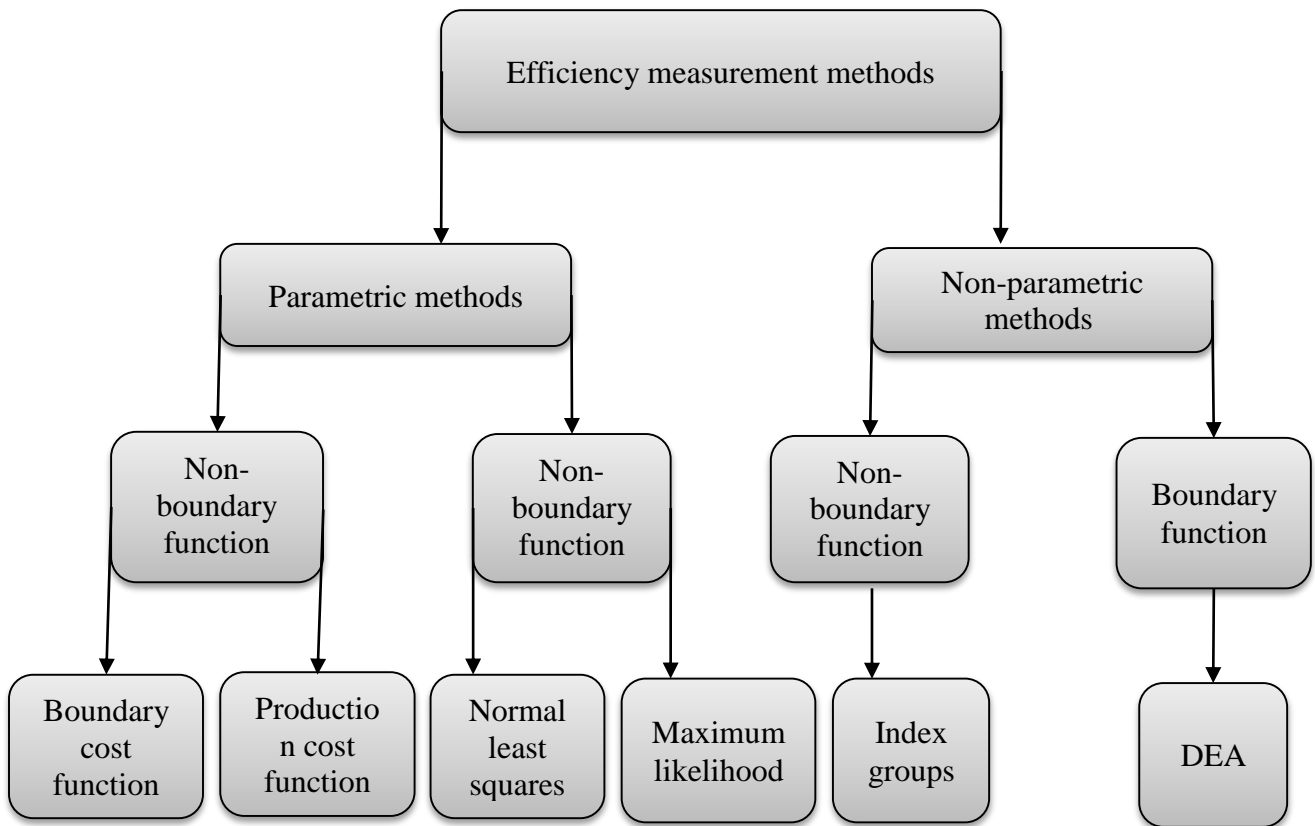 Efficiency measurement methods
Parametric methods
Non-parametric
methods
Non-
boundary
function
Non-
boundary
function
Non-
boundary
function
Boundary
function
Boundary
cost
function
Productio
n cost
function
Normal
least
squares
Maximum
likelihood
Index
groups
DEA